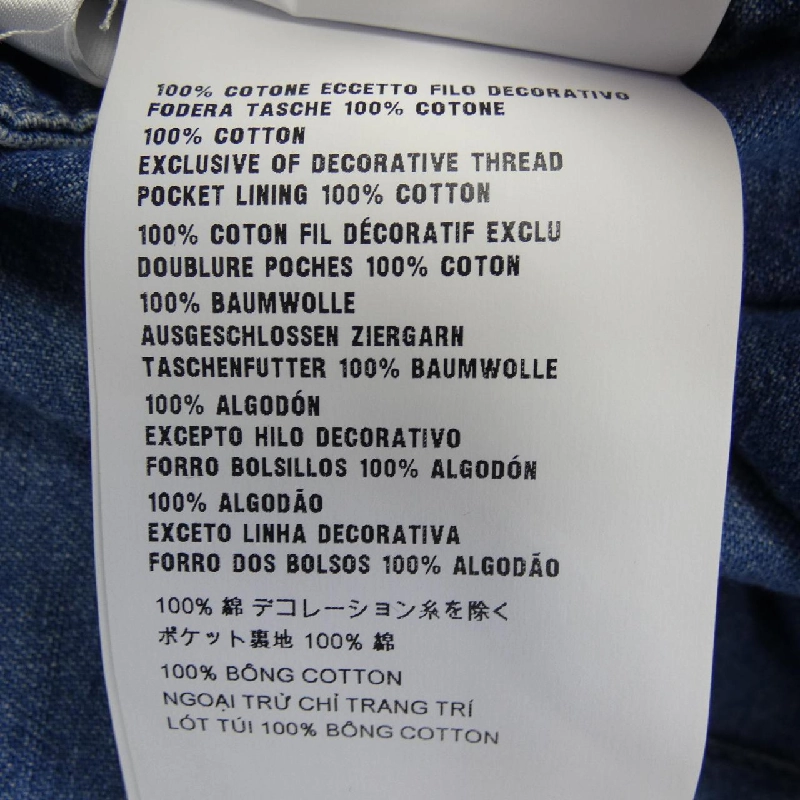 100% COTONE ECCETTO FILO DECORATIVO
FODERA TASCHE 100% COTONE
100% COTTON
EXCLUSIVE OF DECORATIVE THREAD
POCKET LINING 100% COTTON
100% COTON FIL DÉCORATIF EXCLU
DOUBLURE POCHES 100% COTON
100% BAUMWOLLE
AUSGESCHLOSSEN ZIERGARN
TASCHENFUTTER 100% BAUMWOLLE
100% ALGODÓN
EXCEPTO HILO DECORATIVO
FORRO BOLSILLOS 100% ALGODÓN
100% ALGODÃO
EXCETO LINHA DECORATIVA
FORRO DOS BOLSOS 100% ALGODÃO
100% 綿 デコレーション糸を除く
ポケット裏地 100% 綿
100% BÔNG COTTON
NGOẠI TRỪ CHỈ TRANG TRÍ
LÓT TÚI 100% BÔNG COTTON